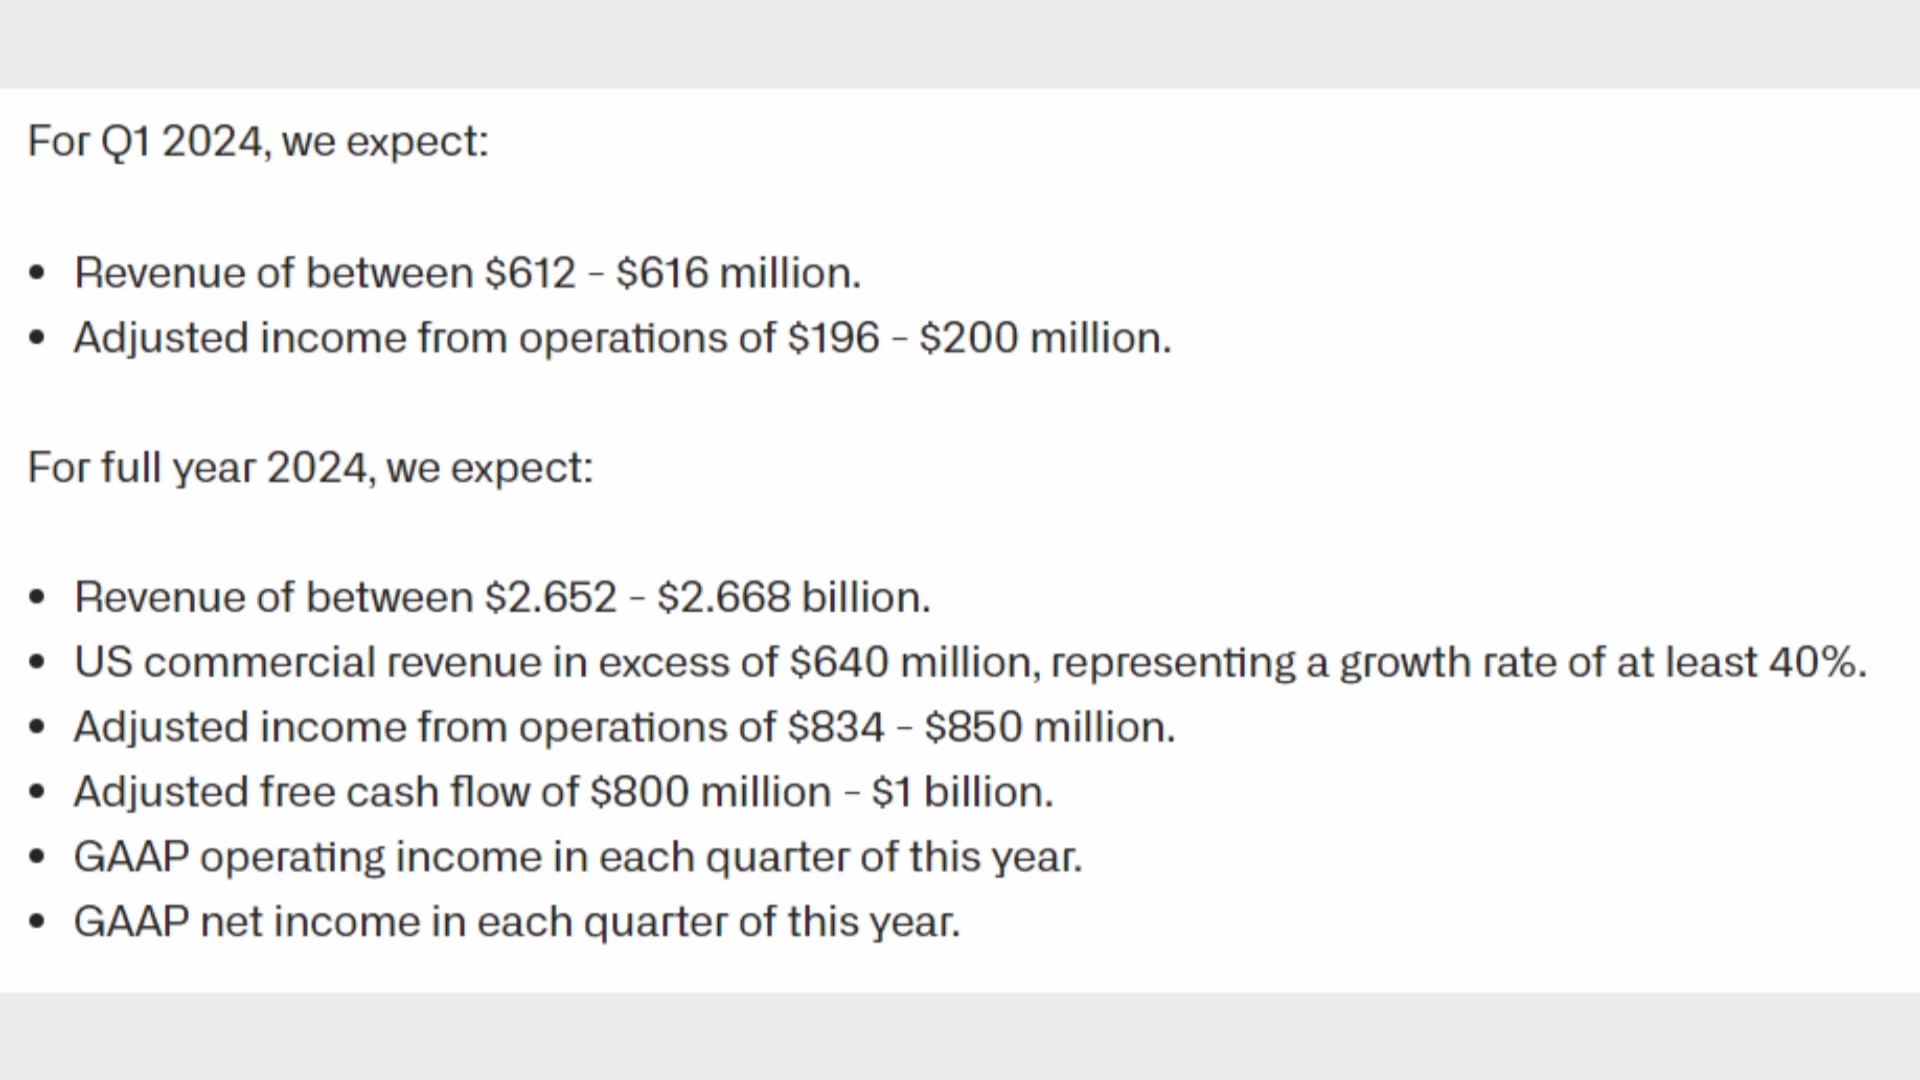 For Q1 2024, we expect:
• Revenue of between $612 - $616 million.
• Adjusted income from operations of $196 - $200 million.
For full year 2024, we expect:
• Revenue of between $2.652 - $2.668 billion.
• US commercial revenue in excess of $640 million, representing a growth rate of at least 40%.
• Adjusted income from operations of $834 - $850 million.
• Adjusted free cash flow of $800 million - $1 billion.
• GAAP operating income in each quarter of this year.
• GAAP net income in each quarter of this year.